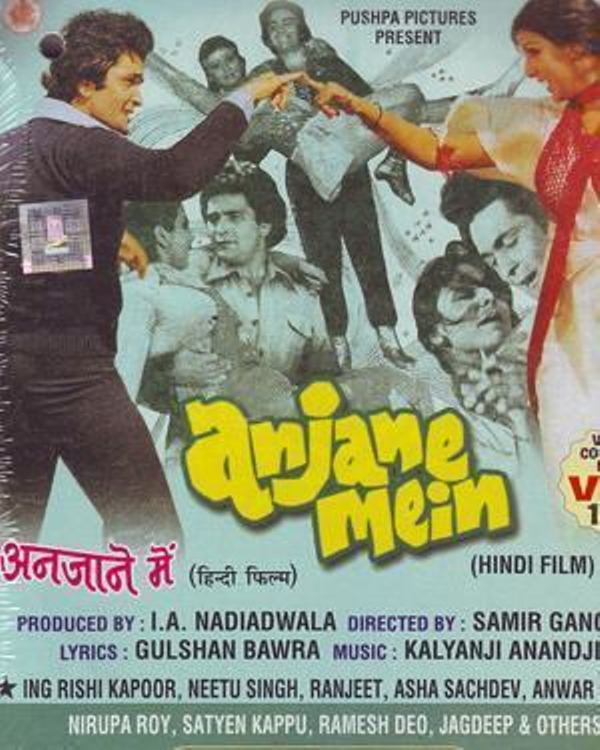 PUSHPA PICTURES
PRESENT
anjane
mein
अनजाने में (हिन्दी फिल्म)
(HINDI FILM)
PRODUCED BY : I.A. NADIADWALA DIRECTED BY : SAMIR GANG
LYRICS : GULSHAN BAWRA MUSIC : KALYANJI ANANDJI
★ ING RISHI KAPOOR, NEETU SINGH, RANJEET, ASHA SACHDEV, ANWAR
NIRUPA ROY, SATYEN KAPPU, RAMESH DEO, JAGDEEP & OTHERS